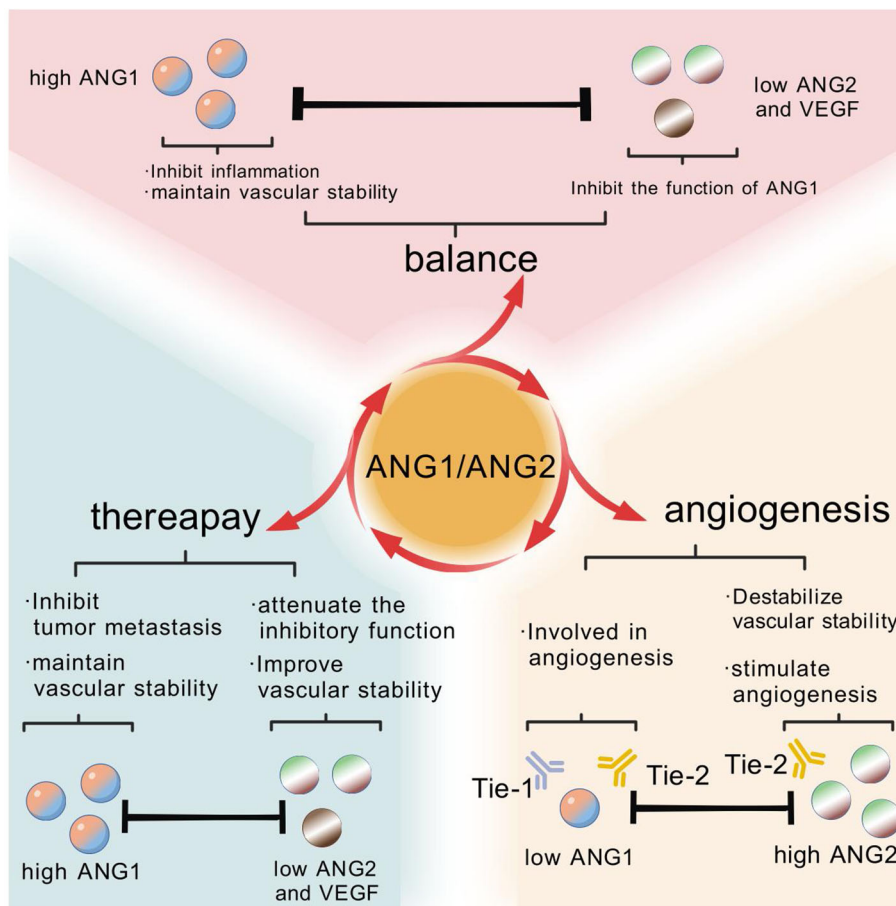 high ANG1
low ANG2
and VEGF
·Inhibit inflammation
·maintain vascular stability
Inhibit the function of ANG1
balance
ANG1/ANG2
thereapay
·Inhibit
tumor metastasis
·maintain
vascular stability
·attenuate the
inhibitory function
·Improve
vascular stability
high ANG1
low ANG2
and VEGF
angiogenesis
·Involved in
angiogenesis
·Destabilize
vascular stability
·stimulate
angiogenesis
Tie-1
Tie-2
Tie-2
low ANG1
high ANG2